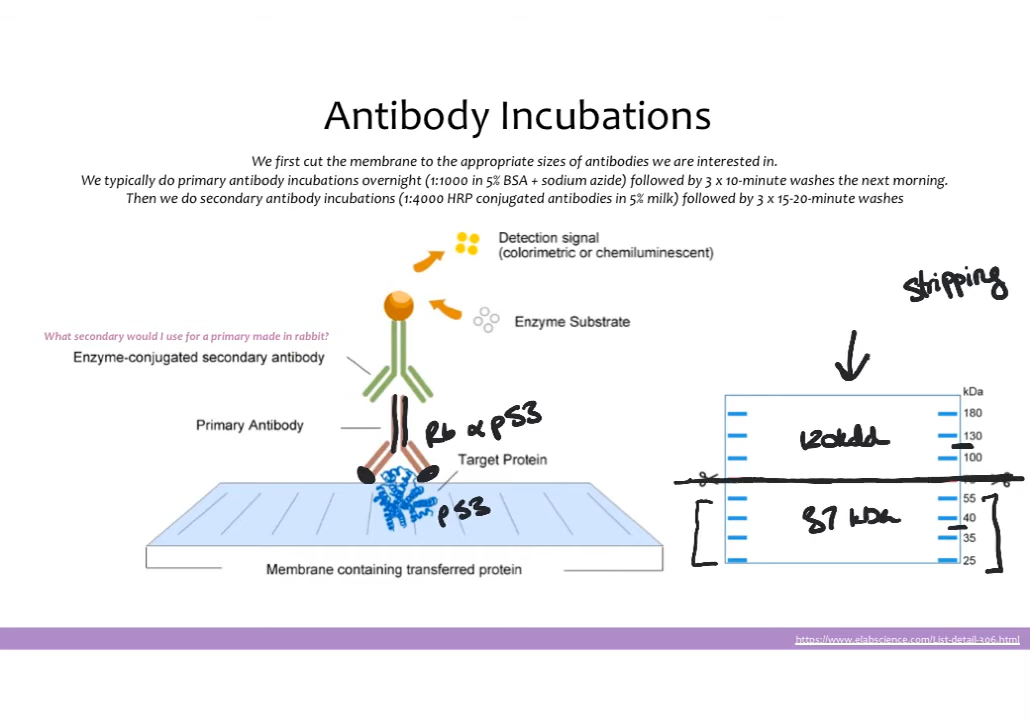 Antibody Incubations
We first cut the membrane to the appropriate sizes of antibodies we are interested in.
We typically do primary antibody incubations overnight (1:1000 in 5% BSA + sodium azide) followed by 3 x 10-minute washes the next morning.
Then we do secondary antibody incubations (1:4000 HRP conjugated antibodies in 5% milk) followed by 3 x 15-20-minute washes
Detection signal
(colorimetric or chemiluminescent)
Enzyme Substrate
What secondary would I use for a primary made in rabbit?
Enzyme-conjugated secondary antibody
Primary Antibody
Rb α p53
Target Protein
p53
Membrane containing transferred protein
stripping
kDa
180
130
100
55
40
35
25
120kDa
37 kDa
https://www.elabscience.com/List-detail-306.html